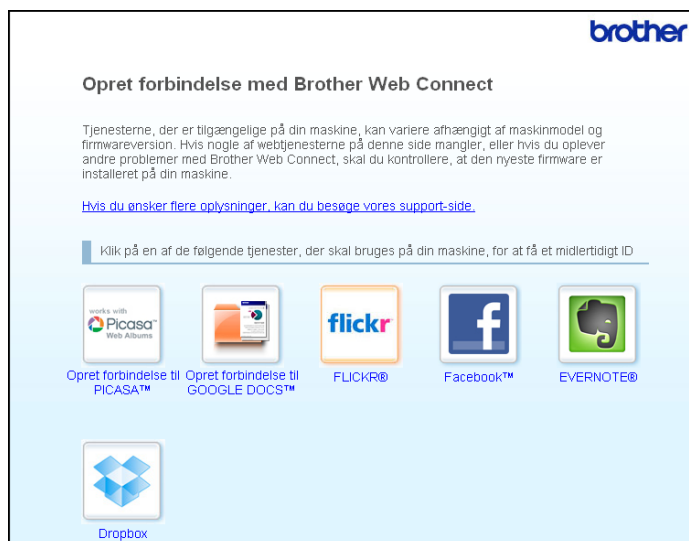 brother
Opret forbindelse med Brother Web Connect
Tjenesterne, der er tilgængelige på din maskine, kan variere afhængigt af maskinmodel og
firmwareversion. Hvis nogle af webtjenesterne på denne side mangler, eller hvis du oplever
andre problemer med Brother Web Connect, skal du kontrollere, at den nyeste firmware er
installeret på din maskine.
Hvis du ønsker flere oplysninger, kan du besøge vores support-side.
Klik på en af de følgende tjenester, der skal bruges på din maskine, for at få et midlertidigt ID
works with
Picasa™
Web Albums
flickr
f
Opret forbindelse til
PICASA™
Opret forbindelse til
GOOGLE DOCS™
FLICKR®
Facebook™
EVERNOTE®
Dropbox